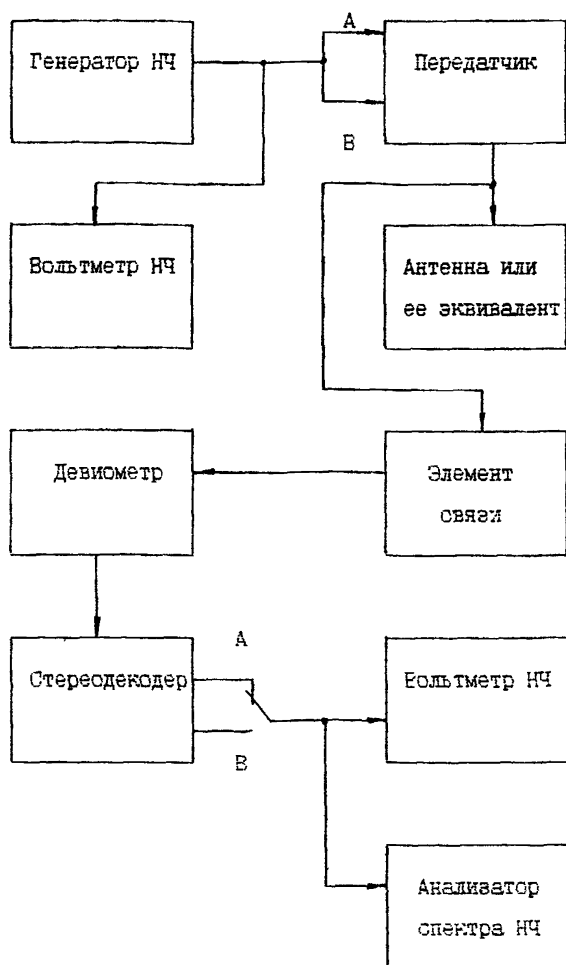 А
Генератор НЧ
Передатчик
В
Вольтметр НЧ
Антенна или
ее эквивалент
Девиометр
Элемент
связи
А
Стереодекодер
Вольтметр НЧ
В
Анализатор
спектра НЧ